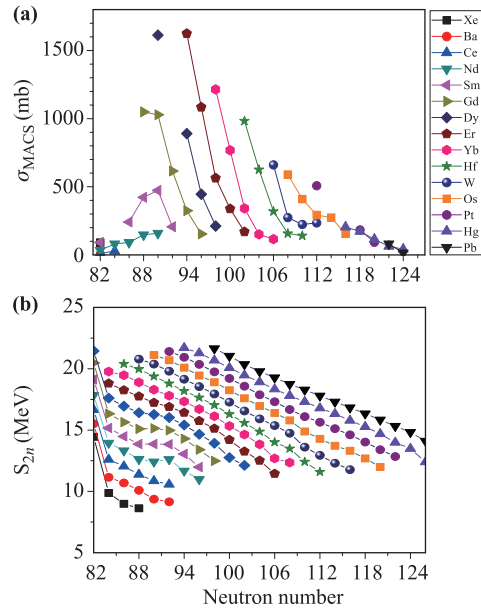 (a)
1500
1000
500
0
σMACS (mb)
82 88 94 100 106 112 118 124
Xe
Ba
Ce
Nd
Sm
Gd
Dy
Er
Yb
Hf
W
Os
Pt
Hg
Pb
(b)
25
20
15
10
5
S2n (MeV)
82 88 94 100 106 112 118 124
Neutron number